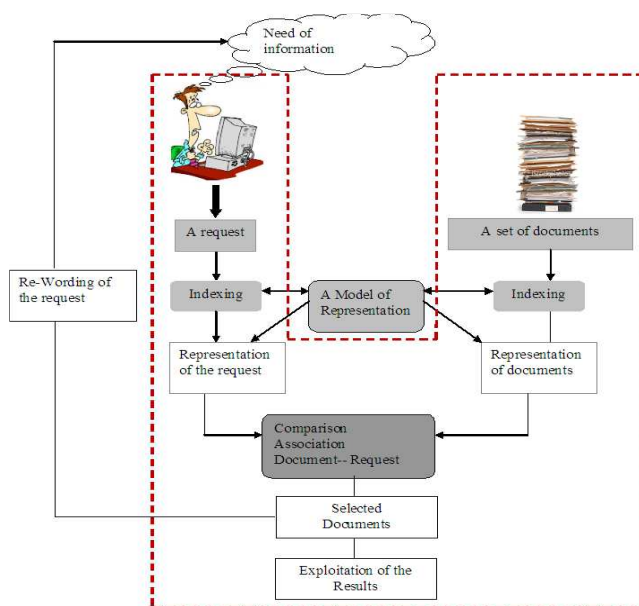 Need of
information
A request
A set of documents
Re-Wording of
the request
Indexing
A Model of
Representation
Indexing
Representation
of the request
Representation
of documents
Comparison
Association
Document-- Request
Selected
Documents
Exploitation of the
Results